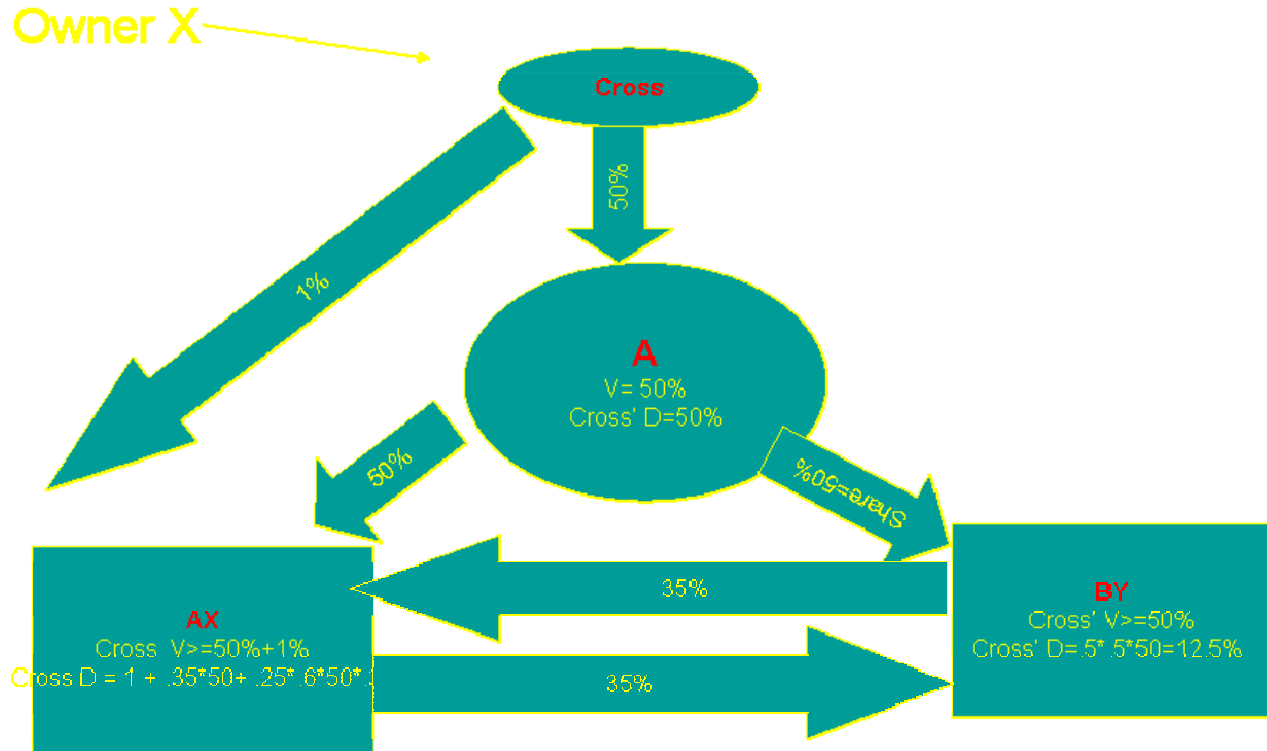 Owner X
Cross
50%
1%
A
V= 50%
Cross' D=50%
50%
Share=50%
35%
AX
Cross V>=50%+1%
Cross D = 1 + .35*50+ .25*.6*50*.
BY
Cross' V>=50%
Cross' D=.5*.5*50=12.5%
35%